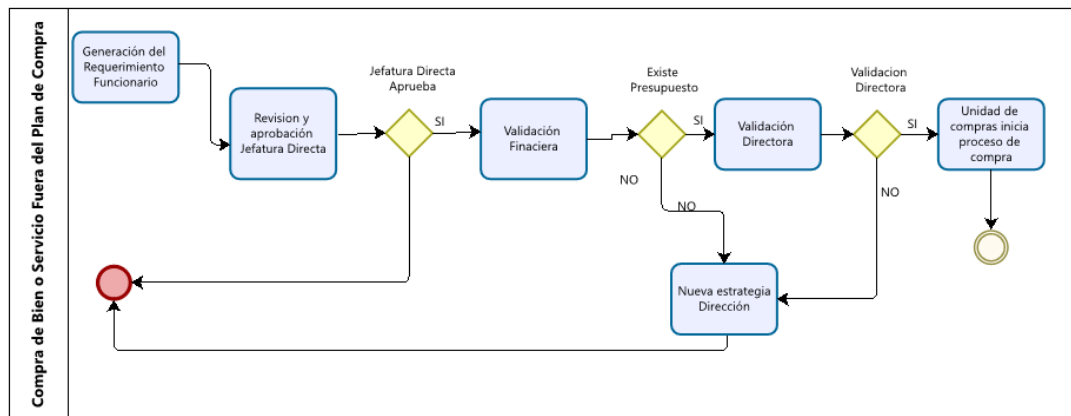 Compra de Bien o Servicio Fuera del Plan de Compra
Generación del
Requerimiento
Funcionario
Revision y
aprobación
Jefatura Directa
Jefatura Directa
Aprueba
SI
Validación
Finaciera
Existe
Presupuesto
SI
NO
NO
Validación
Directora
Validacion
Directora
SI
NO
Unidad de
compras inicia
proceso de
compra
Nueva estrategia
Dirección